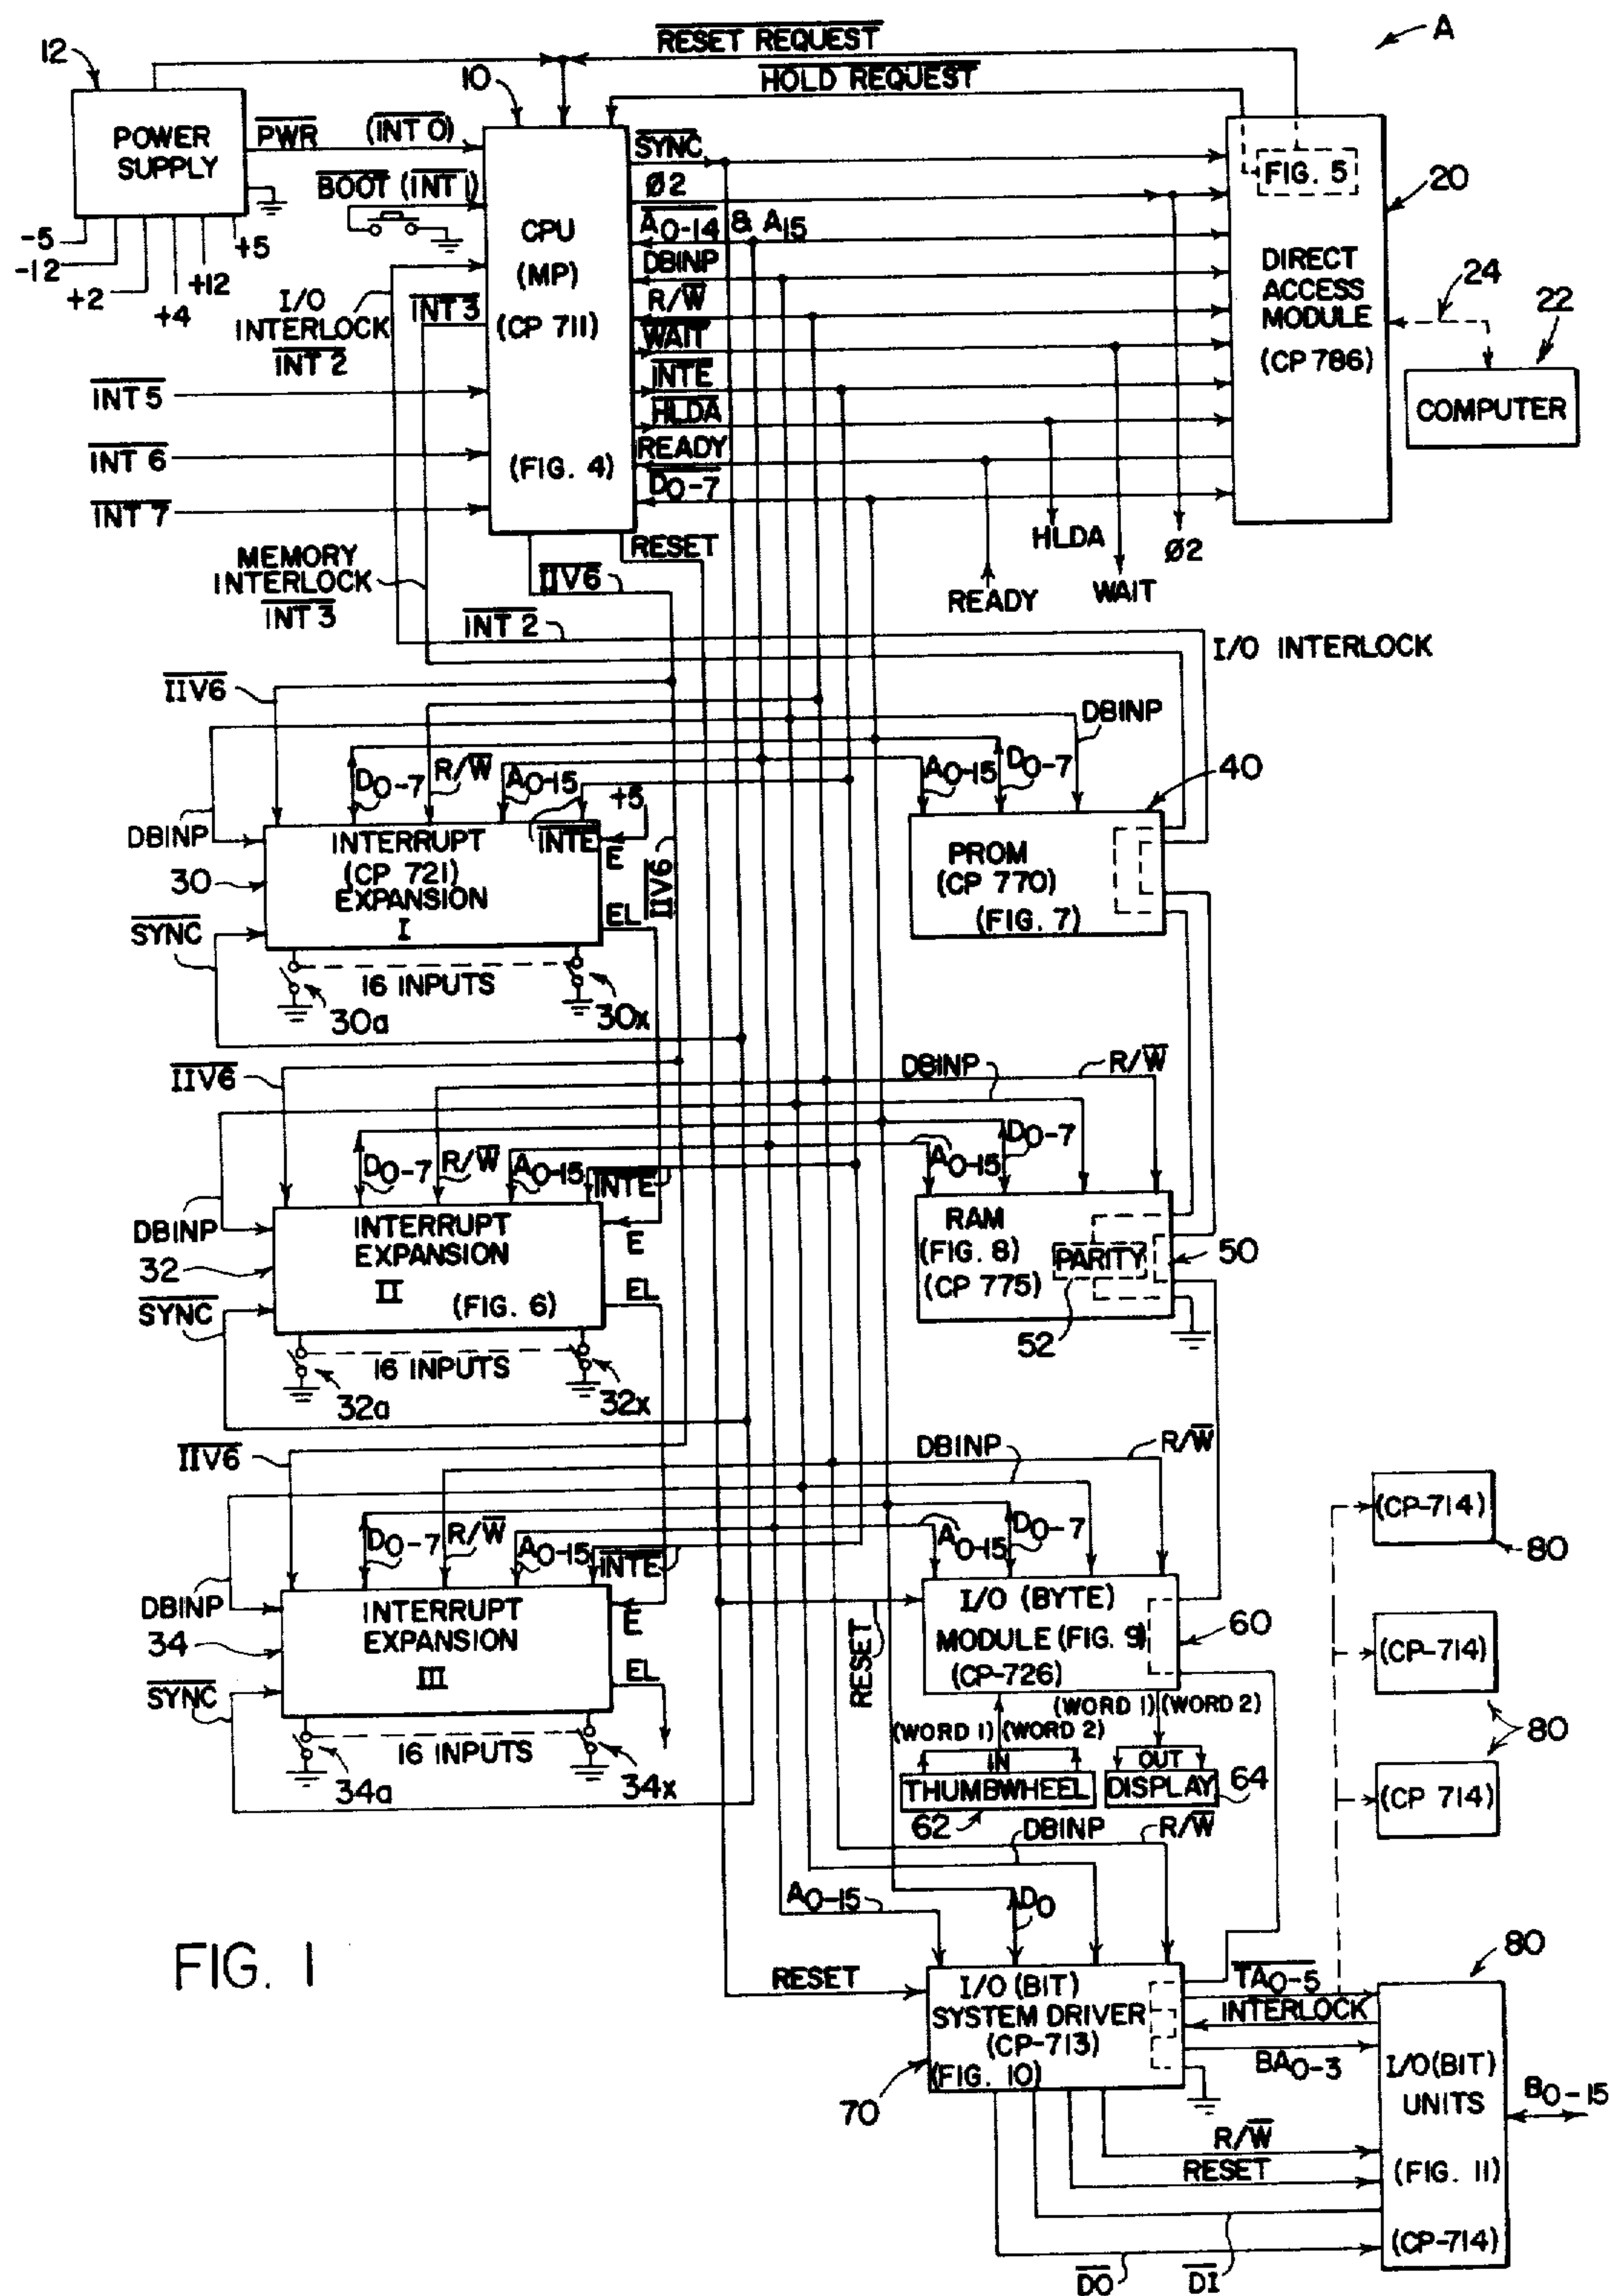 RESET REQUEST
A
12
HOLD REQUEST
10
POWER
SUPPLY
PWR
(INT 0)
BOOT (INT 1)
-5
-12
+2
+4
+12
+5
I/O
INTERLOCK
INT 2
INT 3
INT 5
INT 6
INT 7
CPU
(MP)
(CP 711)
(FIG. 4)
SYNC
Ø2
A0-14 & A15
DBINP
R/W
WAIT
INTE
HLDA
READY
D0-7
FIG. 5
20
DIRECT
ACCESS
MODULE
(CP 786)
24
22
COMPUTER
HLDA
Ø2
READY
WAIT
MEMORY
INTERLOCK
INT 3
RESET
IIV6
INT 2
I/O INTERLOCK
IIV6
DBINP
D0-7
R/W
A0-15
+5
A0-15
D0-7
40
DBINP
30
SYNC
INTERRUPT
(CP 721)
EXPANSION
I
INTE
E
EL
IIV6
PROM
(CP 770)
(FIG. 7)
16 INPUTS
30a
30x
IIV6
DBINP
R/W
D0-7
R/W
A0-15
INTE
A0-15
D0-7
DBINP
32
SYNC
INTERRUPT
EXPANSION
II
(FIG. 6)
E
EL
RAM
(FIG. 8)
(CP 775)
PARITY
50
52
16 INPUTS
32a
32x
IIV6
DBINP
R/W
D0-7
R/W
A0-15
INTE
A0-15
D0-7
(CP-714)
80
DBINP
34
SYNC
INTERRUPT
EXPANSION
III
E
EL
RESET
I/O (BYTE)
MODULE (FIG. 9)
(CP-726)
60
(CP-714)
80
16 INPUTS
34a
34x
(WORD 1) (WORD 2)
(WORD 1) (WORD 2)
IN
THUMBWHEEL
62
OUT
DISPLAY
64
(CP 714)
DBINP
R/W
A0-15
D0
FIG. 1
RESET
I/O (BIT)
SYSTEM DRIVER
(CP-713)
(FIG. 10)
70
TA0-5
INTERLOCK
BA0-3
80
I/O(BIT)
UNITS
(FIG. 11)
(CP-714)
B0-15
R/W
RESET
DO
DI